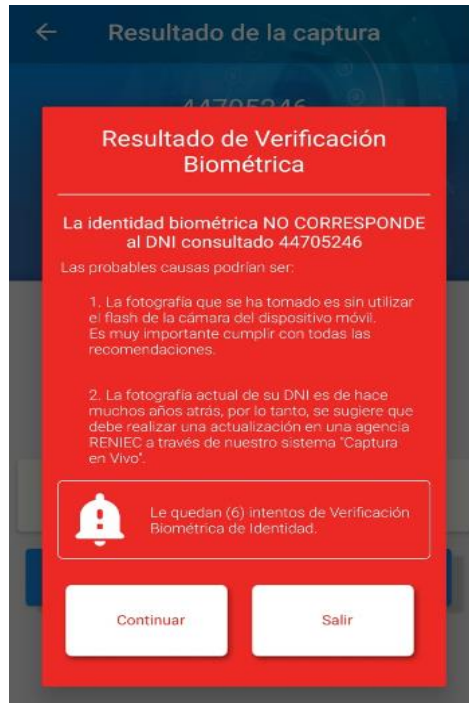 Resultado de la captura
44705246
Resultado de Verificación
Biométrica
La identidad biométrica NO CORRESPONDE
al DNI consultado 44705246
Las probables causas podrían ser:
1. La fotografía que se ha tomado es sin utilizar
el flash de la cámara del dispositivo móvil.
Es muy importante cumplir con todas las
recomendaciones.
2. La fotografía actual de su DNI es de hace
muchos años atrás, por lo tanto, se sugiere que
debe realizar una actualización en una agencia
RENIEC a través de nuestro sistema "Captura
en Vivo".
Le quedan (6) intentos de Verificación
Biométrica de Identidad.
Continuar
Salir